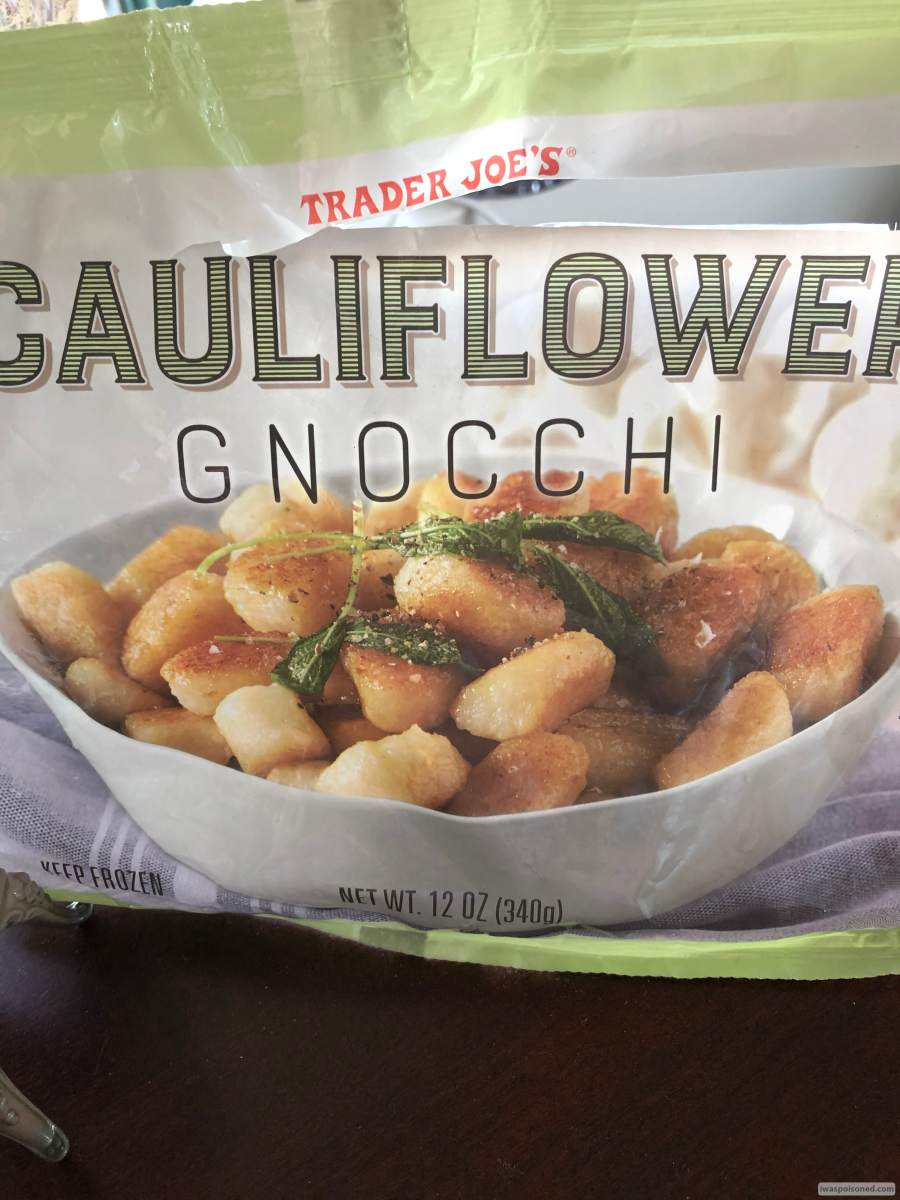 TRADER JOE'S®
CAULIFLOWER
GNOCCHI
KEEP FROZEN
NET WT. 12 OZ (340g)
iwaspoisoned.com